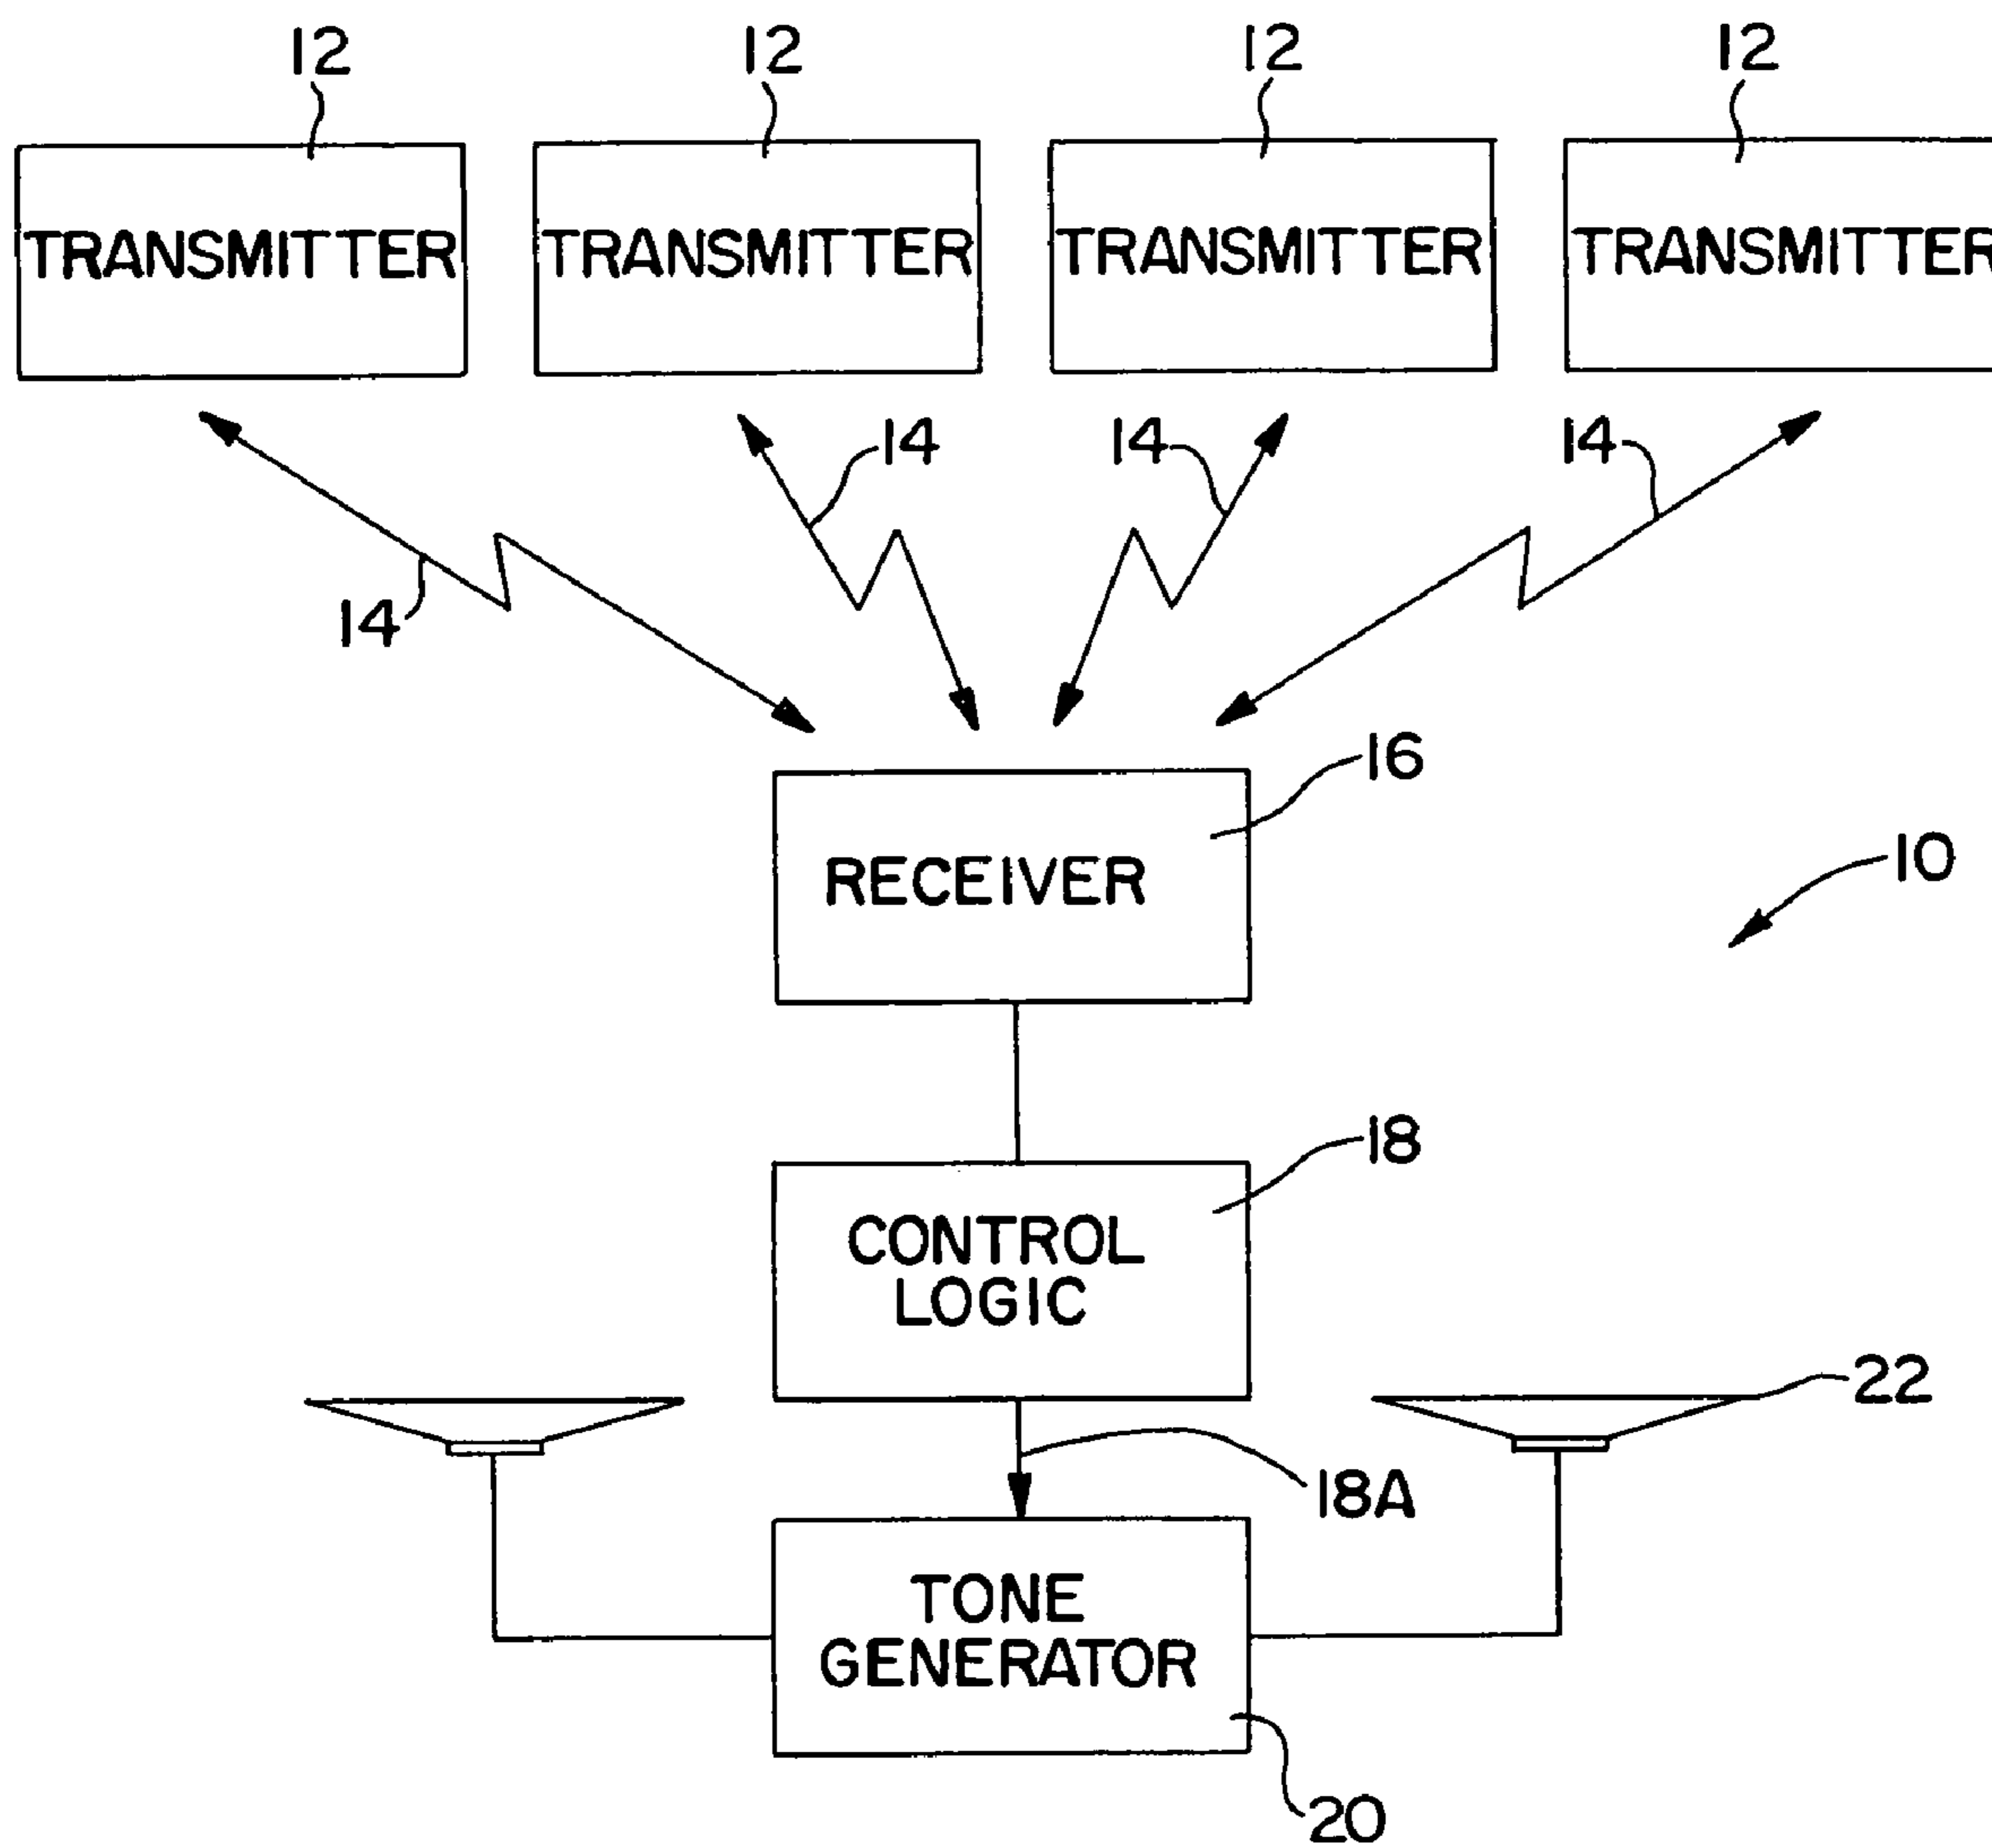 12 12 12 12
TRANSMITTER TRANSMITTER TRANSMITTER TRANSMITTER
14 14 14
14
16
RECEIVER
10
18
CONTROL
LOGIC
22
18A
TONE
GENERATOR
20